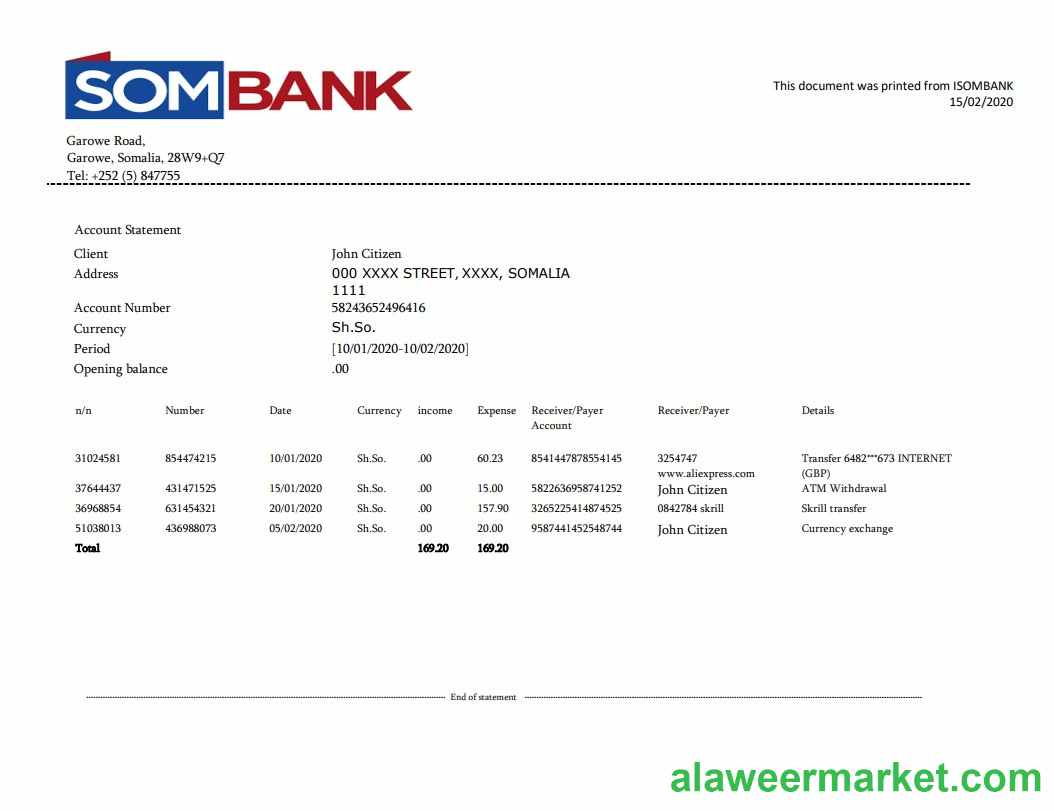 SOMBANK
This document was printed from ISOMBANK
15/02/2020
Garowe Road,
Garowe, Somalia, 28W9+Q7
Tel: +252 (5) 847755
Account Statement
Client John Citizen
Address 000 XXXX STREET, XXXX, SOMALIA
1111
Account Number 58243652496416
Currency Sh.So.
Period [10/01/2020-10/02/2020]
Opening balance .00
n/n Number Date Currency income Expense Receiver/Payer Receiver/Payer Details
Account
31024581 854474215 10/01/2020 Sh.So. .00 60.23 8541447878554145 3254747 Transfer 6482***673 INTERNET
www.aliexpress.com (GBP)
37644437 431471525 15/01/2020 Sh.So. .00 15.00 5822636958741252 John Citizen ATM Withdrawal
36968854 631454321 20/01/2020 Sh.So. .00 157.90 3265225414874525 0842784 skrill Skrill transfer
51038013 436988073 05/02/2020 Sh.So. .00 20.00 9587441452548744 John Citizen Currency exchange
Total 169.20 169.20
End of statement
alaweermarket.com